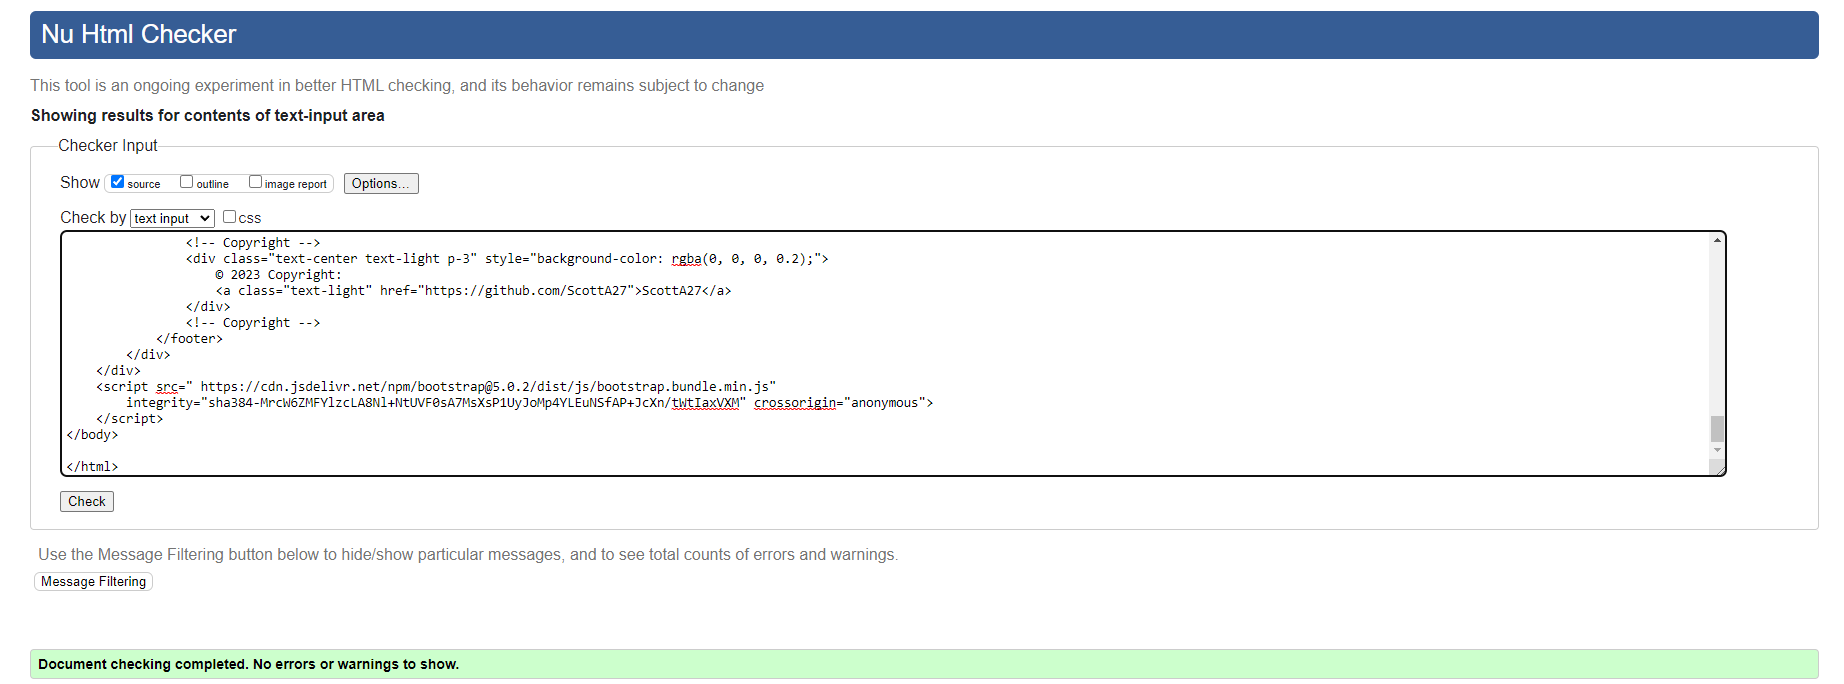 Nu Html Checker
This tool is an ongoing experiment in better HTML checking, and its behavior remains subject to change
Showing results for contents of text-input area
Checker Input
Show source outline image report Options...
Check by text input css
<!-- Copyright -->
<div class="text-center text-light p-3" style="background-color: rgba(0, 0, 0, 0.2);">
© 2023 Copyright:
<a class="text-light" href="https://github.com/ScottA27">ScottA27</a>
</div>
<!-- Copyright -->
</footer>
</div>
</div>
<script src=" https://cdn.jsdelivr.net/npm/bootstrap@5.0.2/dist/js/bootstrap.bundle.min.js"
integrity="sha384-MrcW6ZMFYlzcLA8Nl+NtUVF0sA7MsXsP1UyJoMp4YLEuNSfAP+JcXn/tWtIaxVXM" crossorigin="anonymous">
</script>
</body>
</html>
Check
Use the Message Filtering button below to hide/show particular messages, and to see total counts of errors and warnings.
Message Filtering
Document checking completed. No errors or warnings to show.